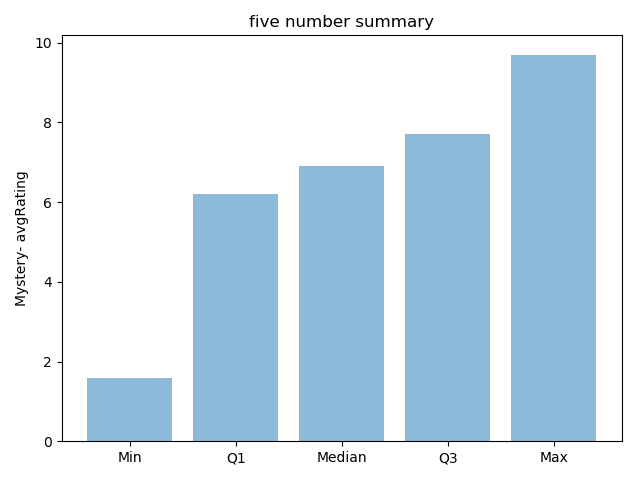 five number summary
Mystery- avgRating
10
8
6
4
2
0
Min
Q1
Median
Q3
Max